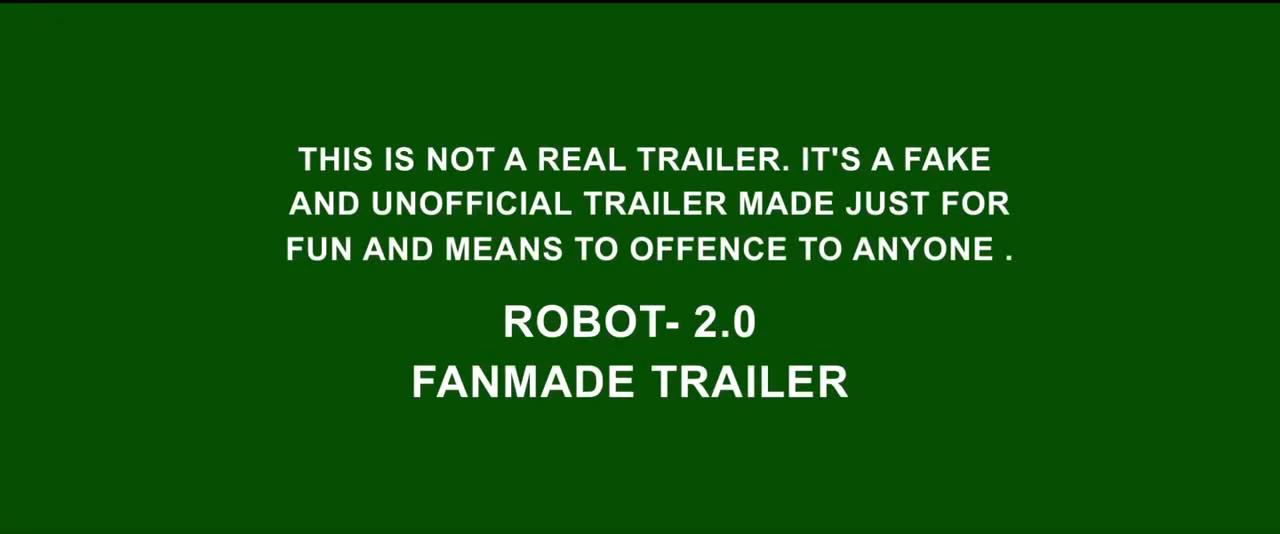 THIS IS NOT A REAL TRAILER. IT'S A FAKE
AND UNOFFICIAL TRAILER MADE JUST FOR
FUN AND MEANS TO OFFENCE TO ANYONE .
ROBOT- 2.0
FANMADE TRAILER